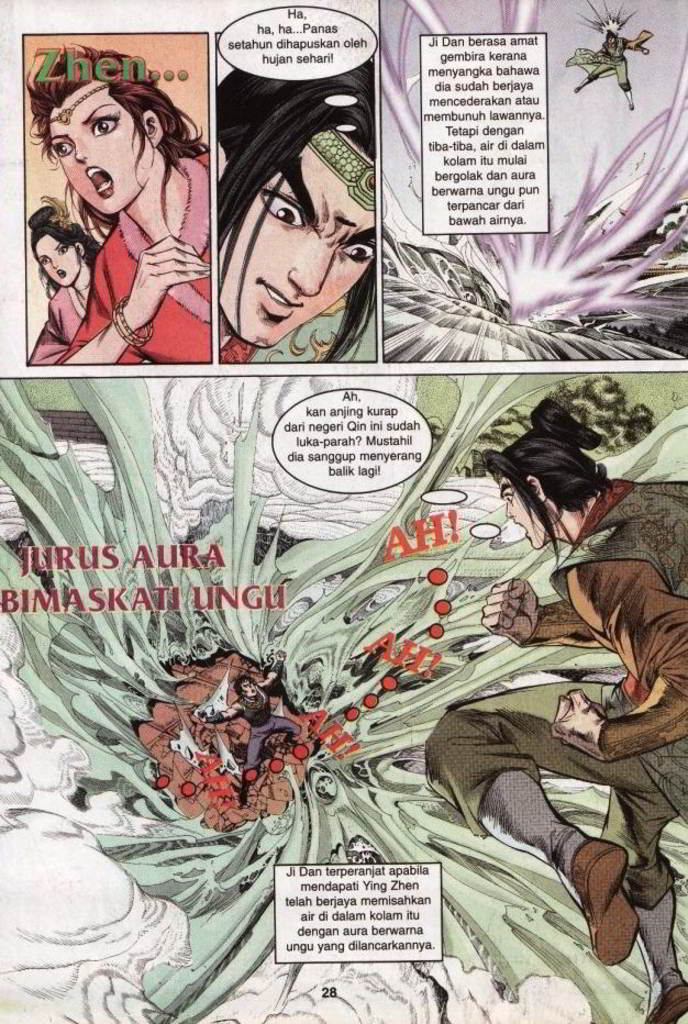 Zhen...
Ha,
ha, ha...Panas
setahun dihapuskan oleh
hujan sehari!
Ji Dan berasa amat
gembira kerana
menyangka bahawa
dia sudah berjaya
mencederakan atau
membunuh lawannya.
Tetapi dengan
tiba-tiba, air di dalam
kolam itu mulai
bergolak dan aura
berwarna ungu pun
terpancar dari
bawah airnya.
Ah,
kan anjing kurap
dari negeri Qin ini sudah
luka-parah? Mustahil
dia sanggup menyerang
balik lagi!
JURUS AURA
BIMASKATI UNGU
AH!
AH!
AH!
AH!
Ji Dan terperanjat apabila
mendapati Ying Zhen
telah berjaya memisahkan
air di dalam kolam itu
dengan aura berwarna
ungu yang dilancarkannya.
28